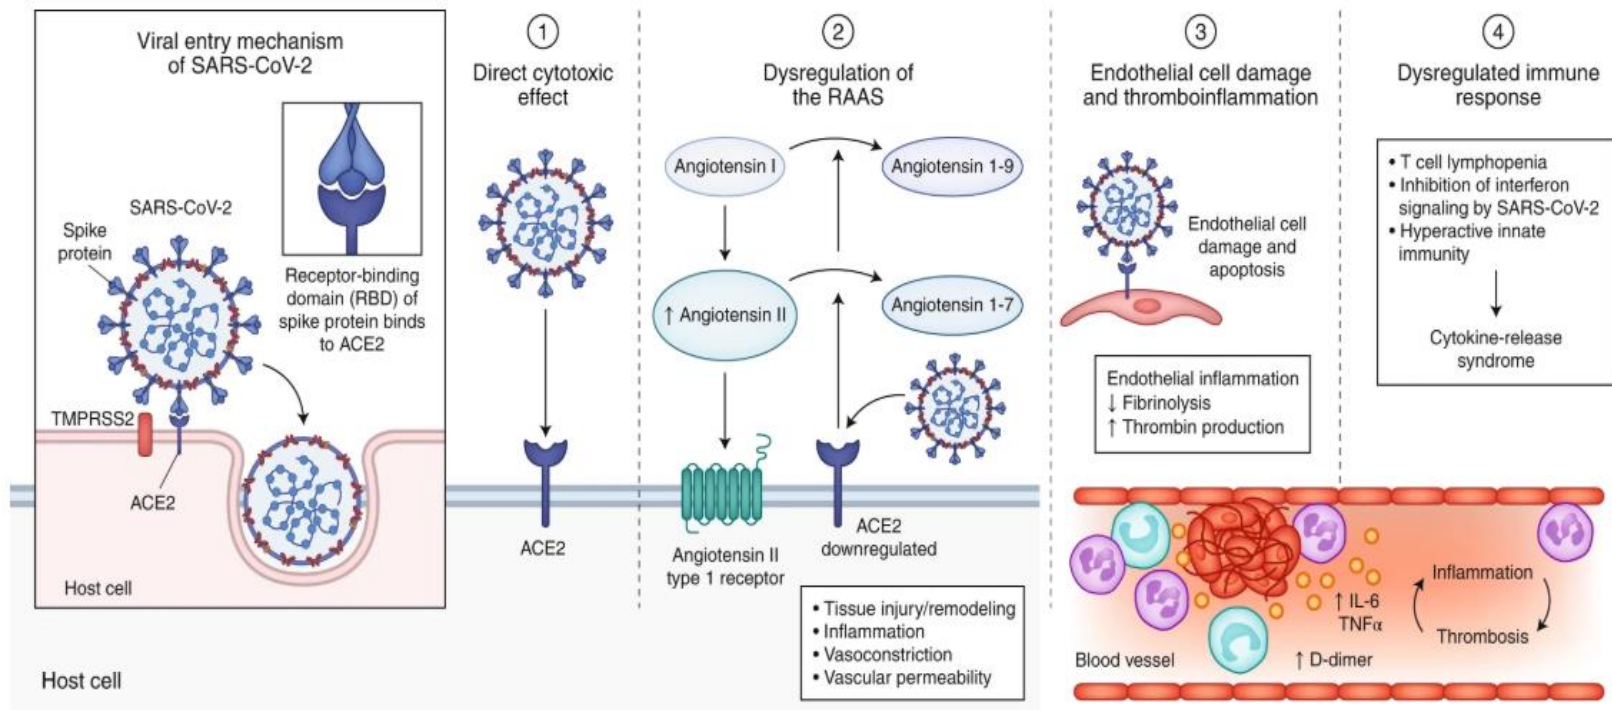 Viral entry mechanism
of SARS-CoV-2
SARS-CoV-2
Spike
protein
Receptor-binding
domain (RBD) of
spike protein binds
to ACE2
TMPRSS2
ACE2
Host cell
Host cell
1
Direct cytotoxic
effect
ACE2
2
Dysregulation of
the RAAS
Angiotensin I
Angiotensin 1-9
↑ Angiotensin II
Angiotensin 1-7
Angiotensin II
type 1 receptor
ACE2
downregulated
• Tissue injury/remodeling
• Inflammation
• Vasoconstriction
• Vascular permeability
3
Endothelial cell damage
and thromboinflammation
Endothelial cell
damage and
apoptosis
Endothelial inflammation
↓ Fibrinolysis
↑ Thrombin production
4
Dysregulated immune
response
• T cell lymphopenia
• Inhibition of interferon
signaling by SARS-CoV-2
• Hyperactive innate
immunity
Cytokine-release
syndrome
↑ IL-6
TNFα
Inflammation
Thrombosis
Blood vessel
↑ D-dimer